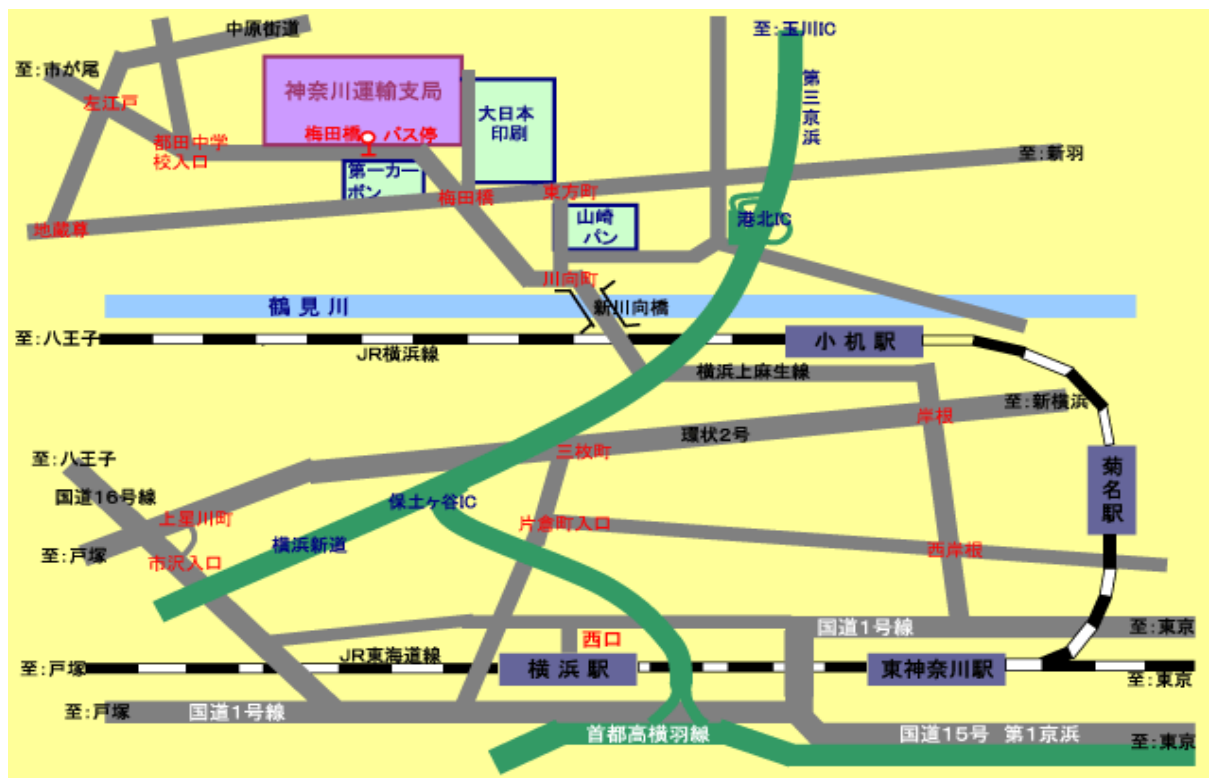 中原街道
至:玉川IC
至:市が尾
第三京浜
神奈川運輸支局
左江戸
大日本
印刷
都田中学
校入口
梅田橋
バス停
至:新羽
第一カー
ボン
梅田橋
東方町
地蔵尊
山崎
パン
港北IC
川向町
鶴見川
新川向橋
至:八王子
JR横浜線
小机駅
横浜上麻生線
至:新横浜
岸根
環状2号
三枚町
至:八王子
菊名駅
国道16号線
保土ヶ谷IC
上星川町
片倉町入口
横浜新道
西岸根
至:戸塚
市沢入口
西口
国道1号線
至:東京
JR東海道線
至:戸塚
横浜駅
東神奈川駅
至:東京
至:戸塚
国道1号線
首都高横羽線
国道15号 第1京浜
至:東京